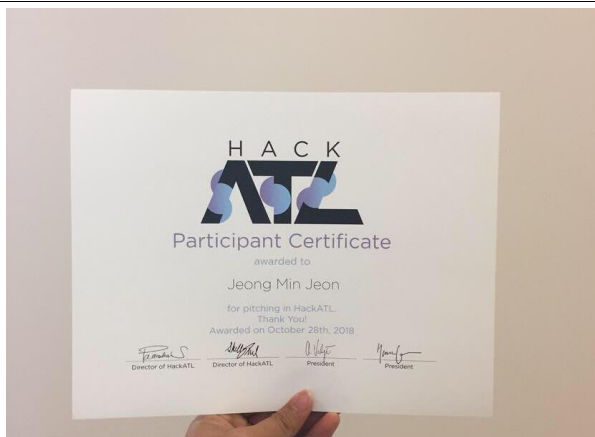 HACK
ATL
Participant Certificate
awarded to
Jeong Min Jeon
for pitching in HackATL.
Thank You!
Awarded on October 28th, 2018
Director of HackATL Director of HackATL President President